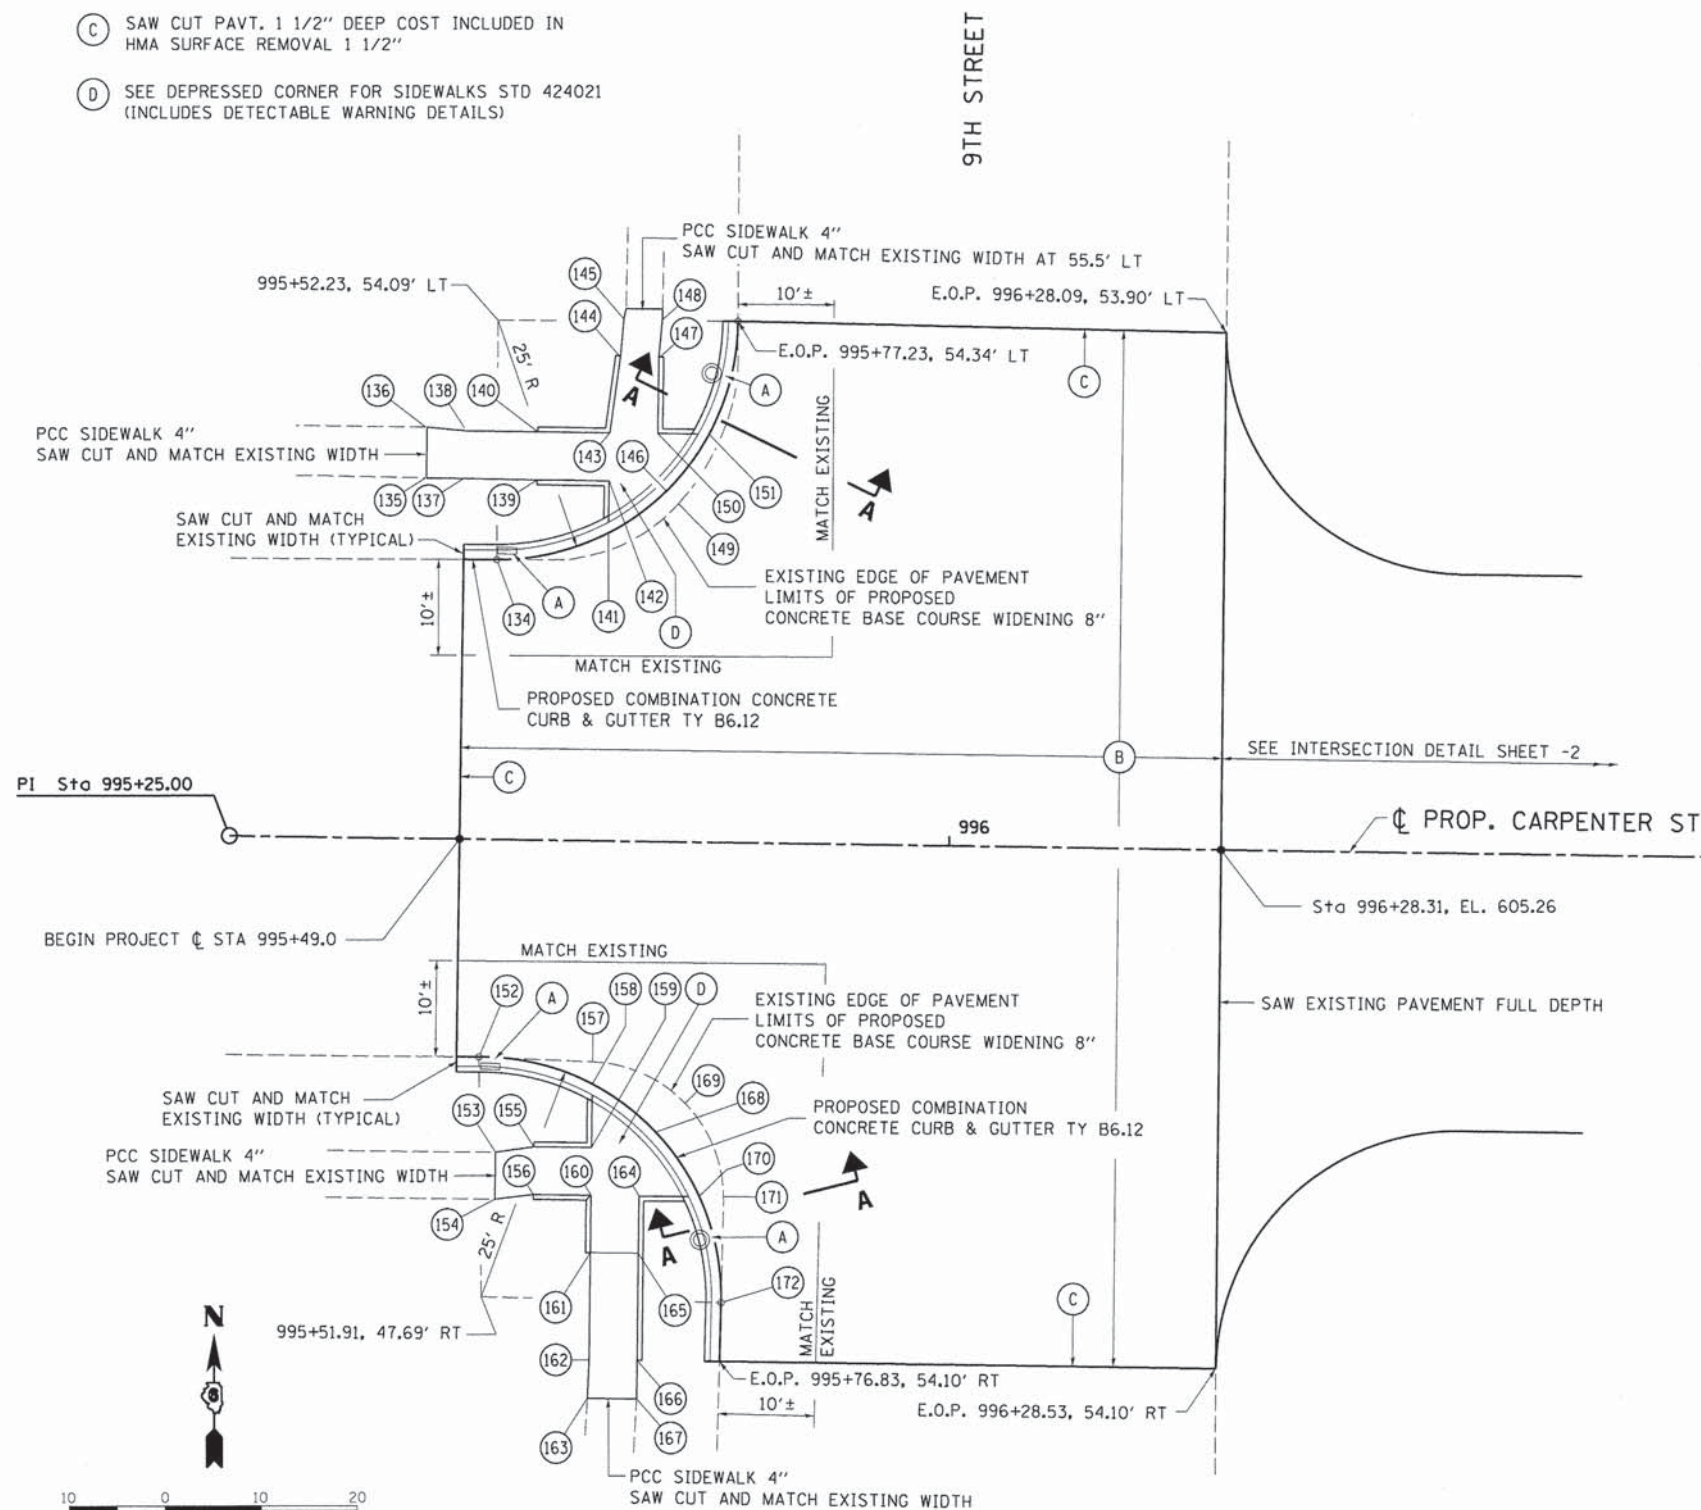 C SAW CUT PAVT. 1 1/2" DEEP COST INCLUDED IN
HMA SURFACE REMOVAL 1 1/2"
D SEE DEPRESSED CORNER FOR SIDEWALKS STD 424021
(INCLUDES DETECTABLE WARNING DETAILS)
9TH STREET
PCC SIDEWALK 4"
SAW CUT AND MATCH EXISTING WIDTH AT 55.5' LT
995+52.23, 54.09' LT
145
148
10'±
E.O.P. 996+28.09, 53.90' LT
144
147
E.O.P. 995+77.23, 54.34' LT
25' R
A
A
C
136
138
140
PCC SIDEWALK 4"
SAW CUT AND MATCH EXISTING WIDTH
143
146
MATCH EXISTING
135
137
139
150
151
A
SAW CUT AND MATCH
EXISTING WIDTH (TYPICAL)
149
EXISTING EDGE OF PAVEMENT
LIMITS OF PROPOSED
CONCRETE BASE COURSE WIDENING 8"
10'±
134
A
141
142
D
MATCH EXISTING
PROPOSED COMBINATION CONCRETE
CURB & GUTTER TY B6.12
B
SEE INTERSECTION DETAIL SHEET -2
C
PI Sta 995+25.00
996
℄ PROP. CARPENTER ST
Sta 996+28.31, EL. 605.26
BEGIN PROJECT ℄ STA 995+49.0
MATCH EXISTING
10'±
152
A
157
158
159
D
EXISTING EDGE OF PAVEMENT
LIMITS OF PROPOSED
CONCRETE BASE COURSE WIDENING 8"
SAW EXISTING PAVEMENT FULL DEPTH
169
168
SAW CUT AND MATCH
EXISTING WIDTH (TYPICAL)
153
155
PROPOSED COMBINATION
CONCRETE CURB & GUTTER TY B6.12
PCC SIDEWALK 4"
SAW CUT AND MATCH EXISTING WIDTH
156
160
164
170
171
A
154
25' R
A
A
161
165
172
C
995+51.91, 47.69' RT
MATCH
EXISTING
N
162
166
E.O.P. 995+76.83, 54.10' RT
10'±
E.O.P. 996+28.53, 54.10' RT
163
167
PCC SIDEWALK 4"
SAW CUT AND MATCH EXISTING WIDTH
10 0 10 20